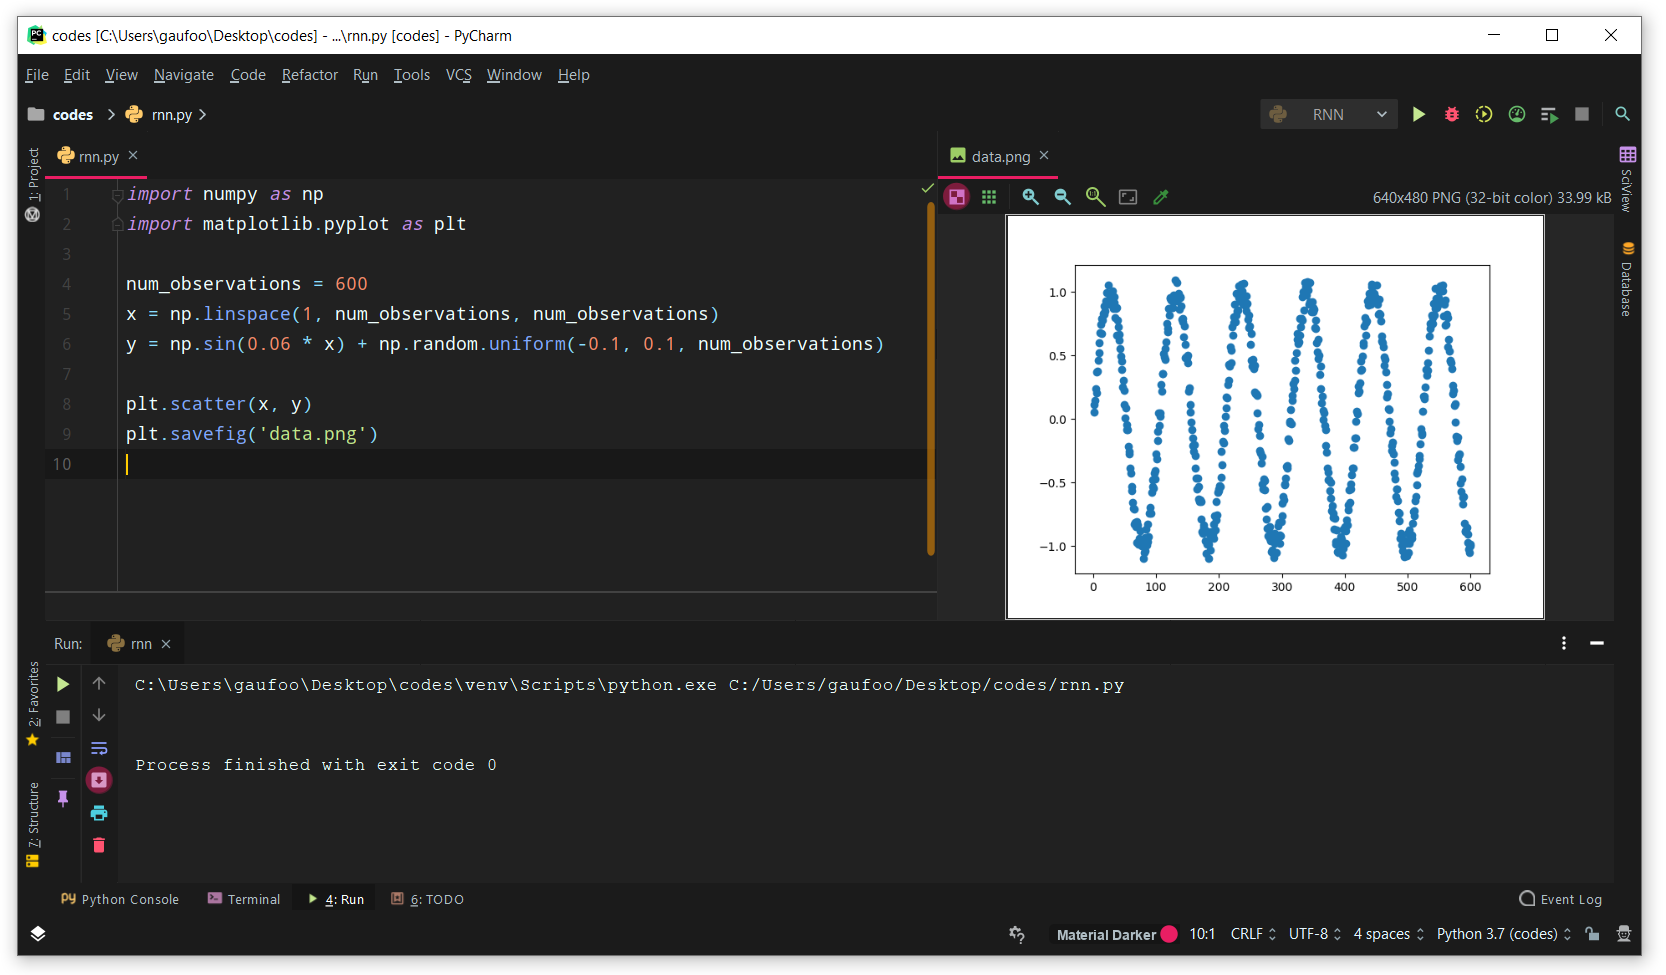 codes [C:\Users\gaufoo\Desktop\codes] - ...\rnn.py [codes] - PyCharm
File Edit View Navigate Code Refactor Run Tools VCS Window Help
codes rnn.py
RNN
1: Project
rnn.py
data.png
640x480 PNG (32-bit color) 33.99 kB
SciView
Database
1 import numpy as np
2 import matplotlib.pyplot as plt
3
4 num_observations = 600
5 x = np.linspace(1, num_observations, num_observations)
6 y = np.sin(0.06 * x) + np.random.uniform(-0.1, 0.1, num_observations)
7
8 plt.scatter(x, y)
9 plt.savefig('data.png')
10
1.0
0.5
0.0
−0.5
−1.0
0 100 200 300 400 500 600
Run: rnn
2: Favorites
7: Structure
C:\Users\gaufoo\Desktop\codes\venv\Scripts\python.exe C:/Users/gaufoo/Desktop/codes/rnn.py
Process finished with exit code 0
Python Console Terminal 4: Run 6: TODO Event Log
Material Darker 10:1 CRLF UTF-8 4 spaces Python 3.7 (codes)